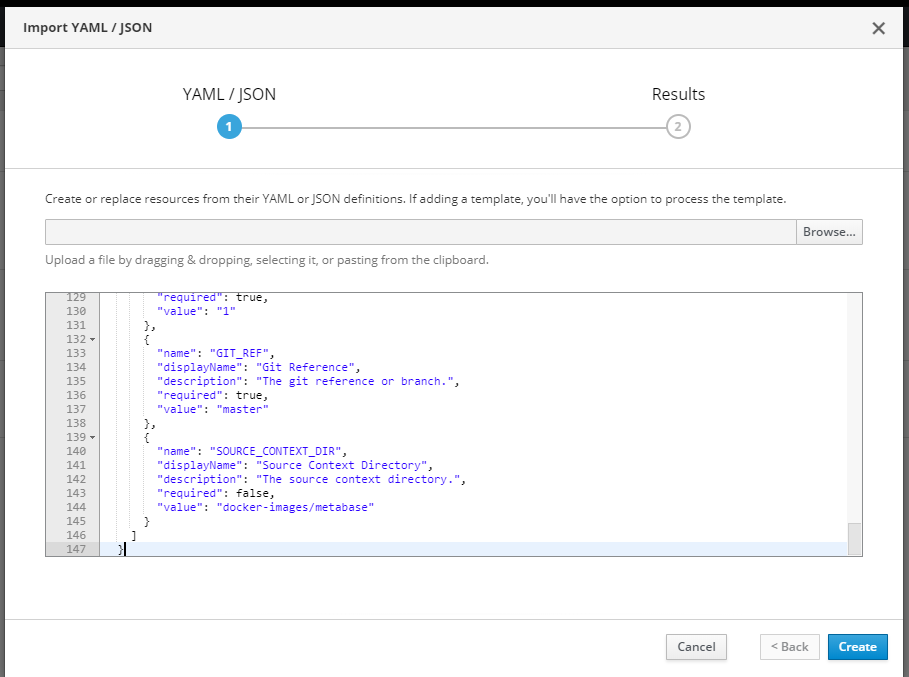 Import YAML / JSON
YAML / JSON
Results
1
2
Create or replace resources from their YAML or JSON definitions. If adding a template, you'll have the option to process the template.
Browse...
Upload a file by dragging & dropping, selecting it, or pasting from the clipboard.
129 "required": true,
130 "value": "1"
131 },
132 {
133 "name": "GIT_REF",
134 "displayName": "Git Reference",
135 "description": "The git reference or branch.",
136 "required": true,
137 "value": "master"
138 },
139 {
140 "name": "SOURCE_CONTEXT_DIR",
141 "displayName": "Source Context Directory",
142 "description": "The source context directory.",
143 "required": false,
144 "value": "docker-images/metabase"
145 }
146 ]
147 }
Cancel
< Back
Create